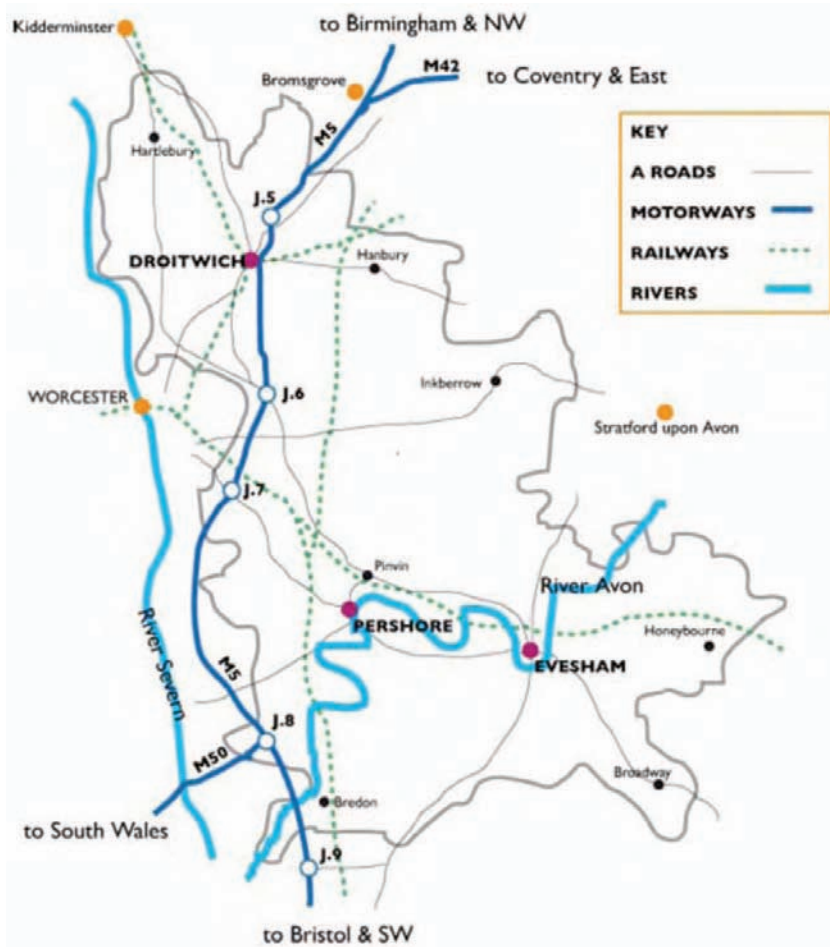 to Birmingham & NW
Kidderminster
M42
to Coventry & East
Bromsgrove
M5
Hartlebury
KEY
A ROADS
MOTORWAYS
RAILWAYS
RIVERS
J.5
DROITWICH
Hanbury
J.6
Inkberrow
WORCESTER
Stratford upon Avon
J.7
Pinvin
River Avon
PERSHORE
Honeybourne
EVESHAM
River Severn
M5
J.8
M50
Broadway
Bredon
to South Wales
J.9
to Bristol & SW